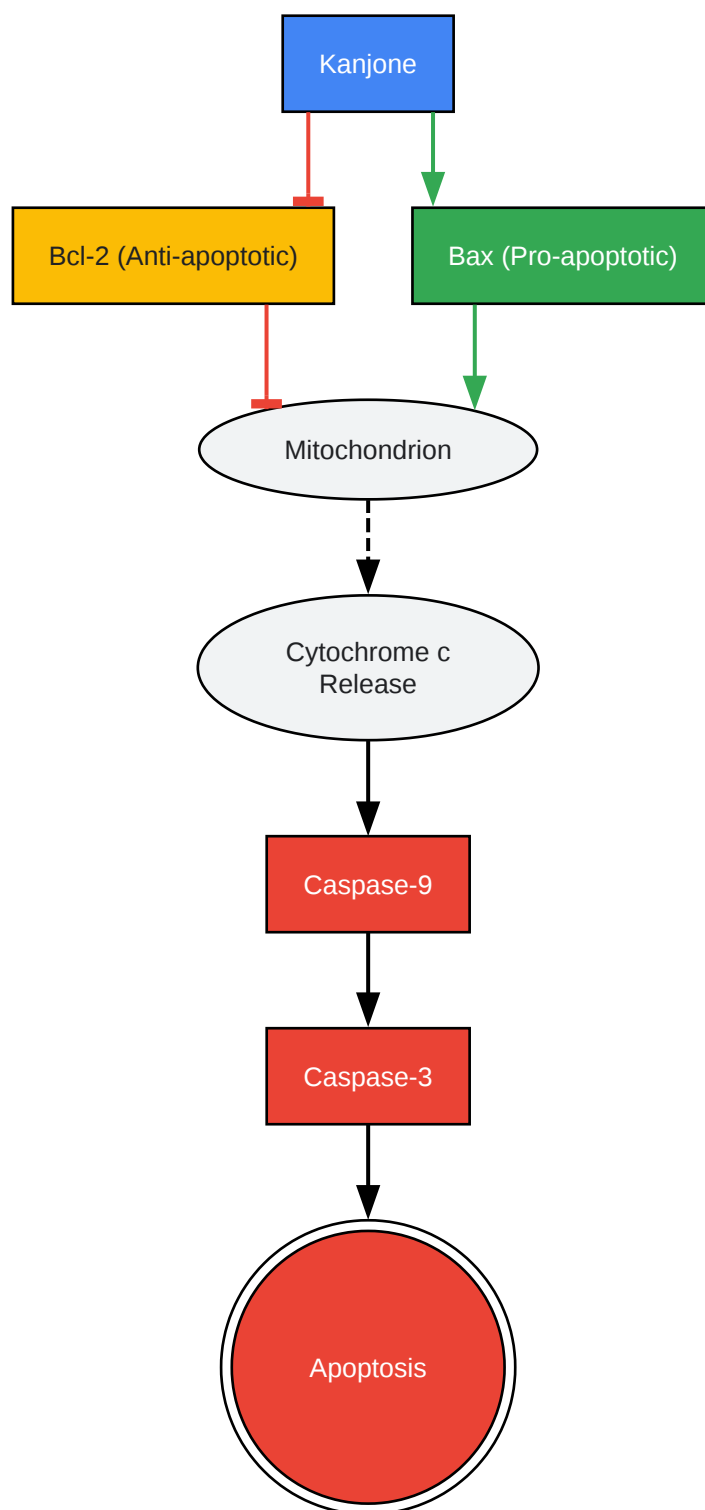 Kanjone
Bcl-2 (Anti-apoptotic)
Bax (Pro-apoptotic)
Mitochondrion
Cytochrome c
Release
Caspase-9
Caspase-3
Apoptosis